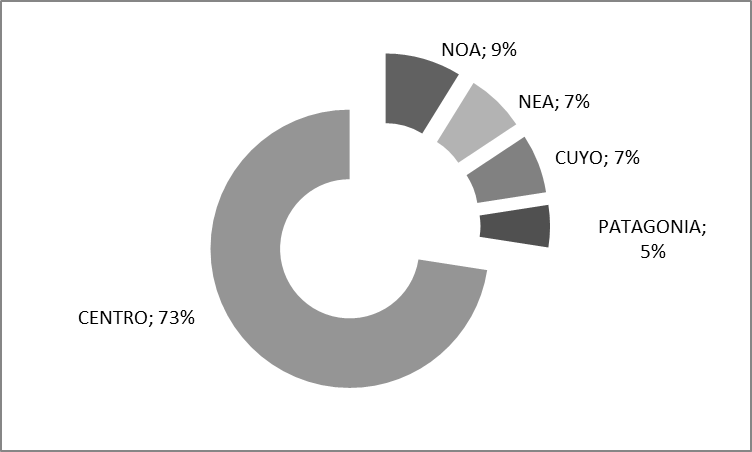 NOA; 9%
NEA; 7%
CUYO; 7%
PATAGONIA;
5%
CENTRO; 73%